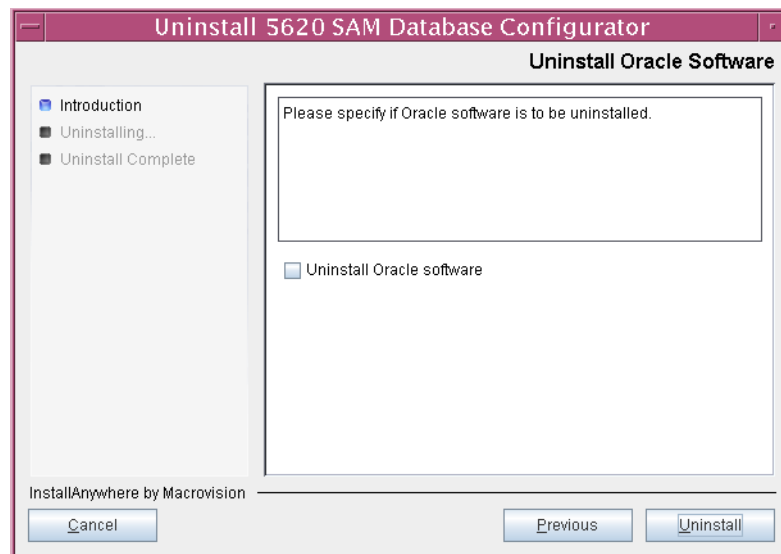 Uninstall 5620 SAM Database Configurator
Uninstall Oracle Software
Introduction
Uninstalling...
Uninstall Complete
Please specify if Oracle software is to be uninstalled.
Uninstall Oracle software
InstallAnywhere by Macrovision
Cancel
Previous
Uninstall